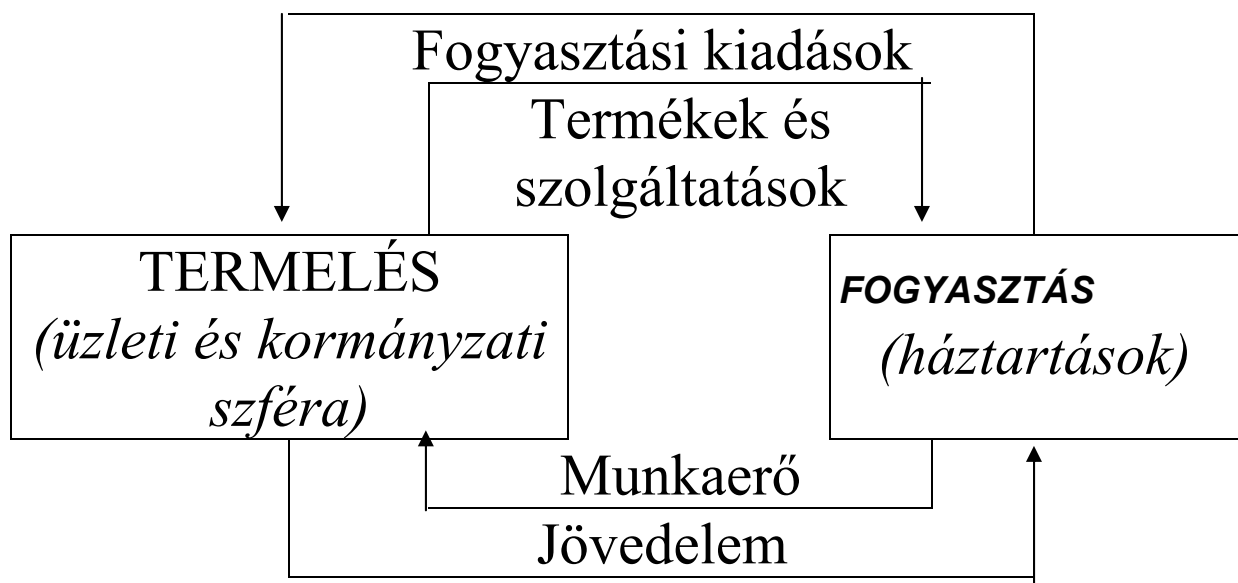 Fogyasztási kiadások
Termékek és
szolgáltatások
TERMELÉS
(üzleti és kormányzati
szféra)
FOGYASZTÁS
(háztartások)
Munkaerő
Jövedelem